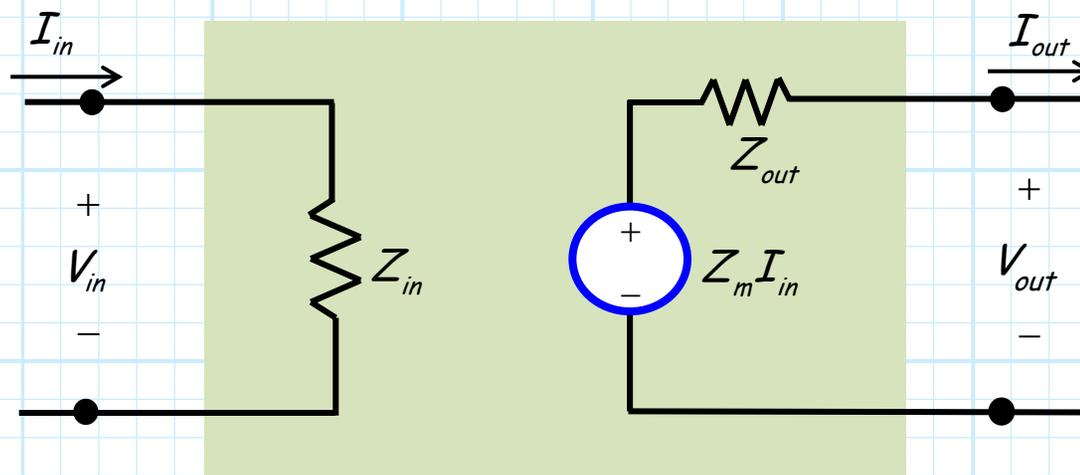 I_in
I_out
Z_out
+
+
+
V_in
Z_in
Z_m I_in
V_out
−
−
−